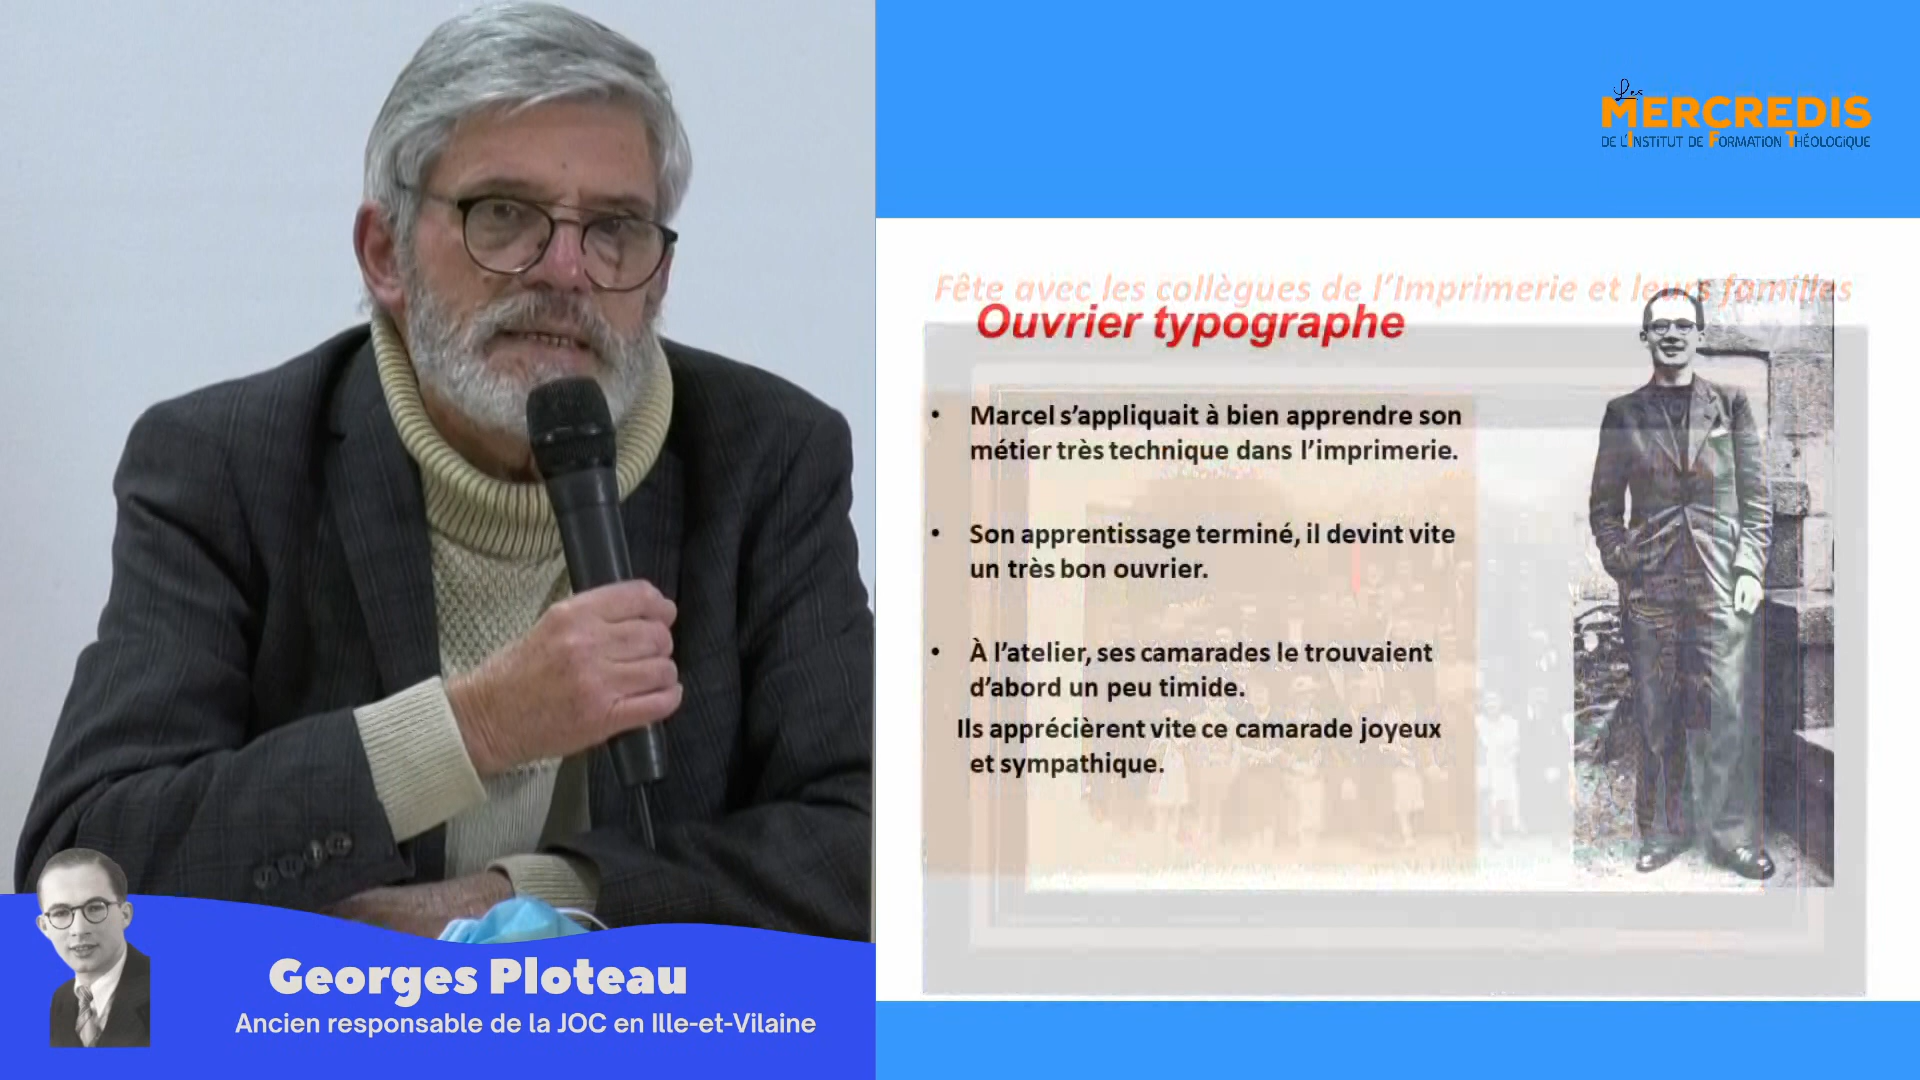 Les
MERCREDIS
DE L'INSTITUT DE FORMATION THÉOLOGIQUE
Fête avec les collègues de l'Imprimerie et leurs familles
Ouvrier typographe
• Marcel s'appliquait à bien apprendre son
métier très technique dans l'imprimerie.
• Son apprentissage terminé, il devint vite
un très bon ouvrier.
• À l'atelier, ses camarades le trouvaient
d'abord un peu timide.
Ils apprécièrent vite ce camarade joyeux
et sympathique.
Georges Ploteau
Ancien responsable de la JOC en Ille-et-Vilaine